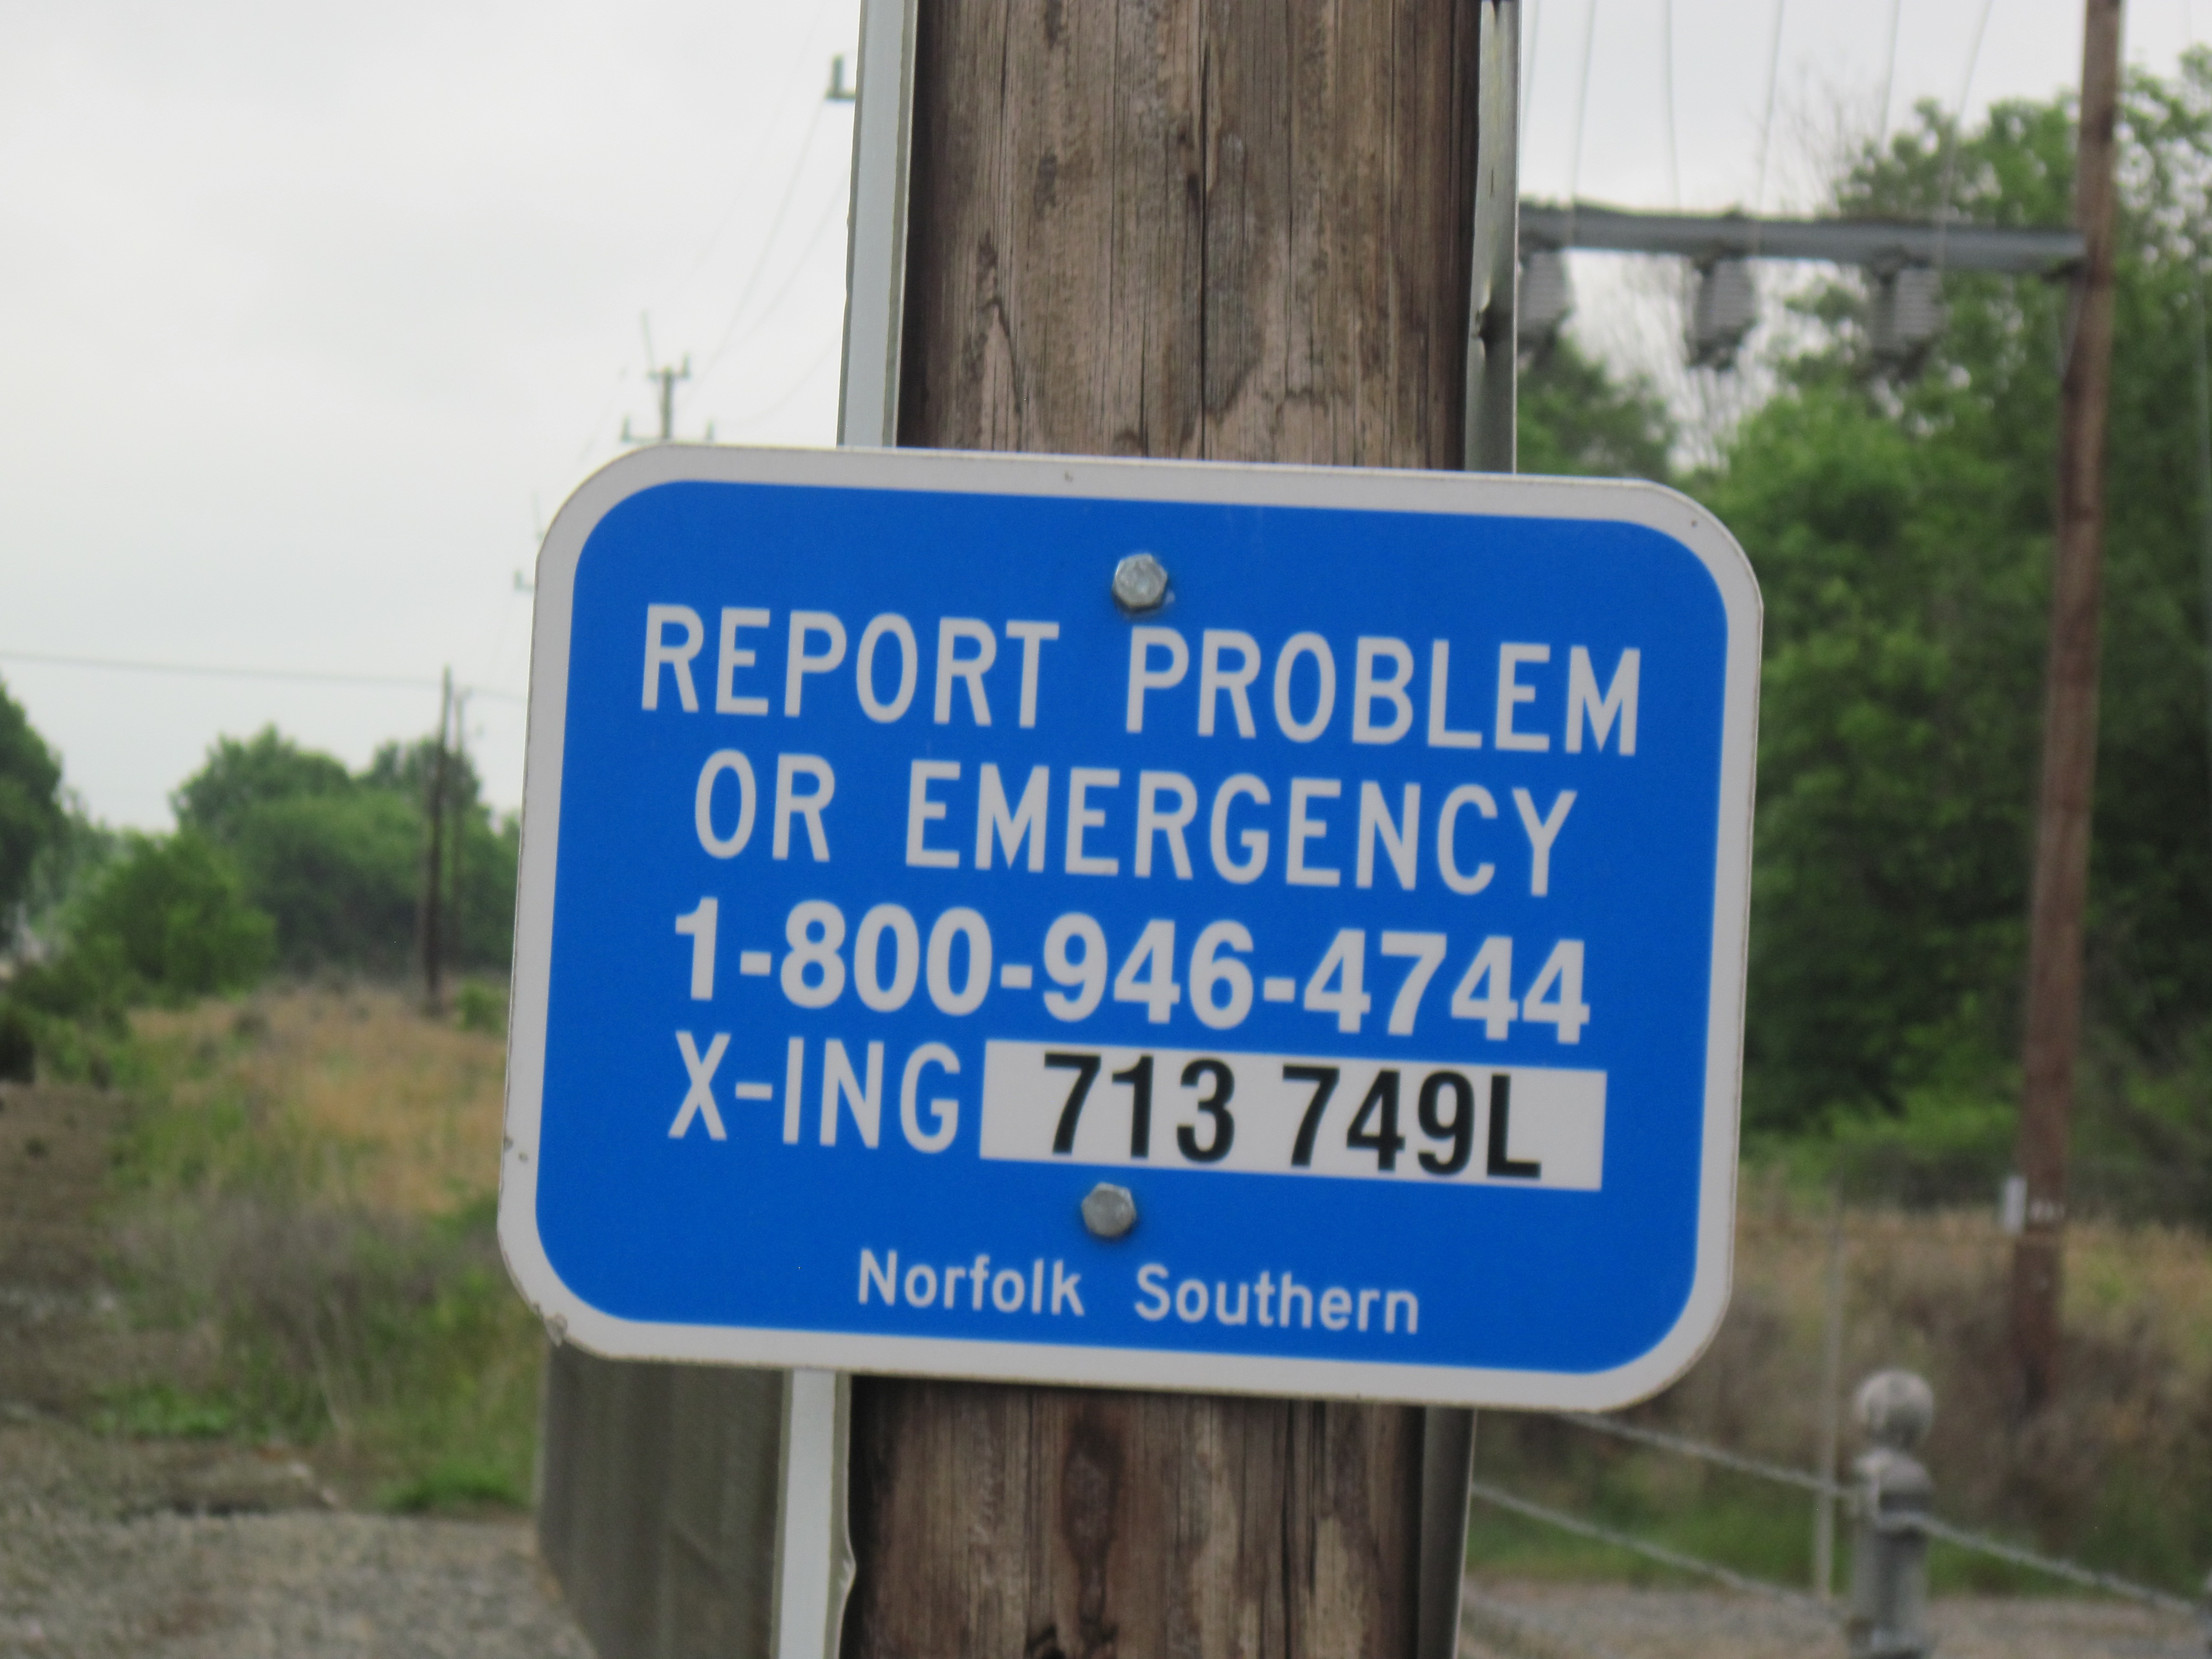 REPORT PROBLEM
OR EMERGENCY
1-800-946-4744
X-ING 713 749L
Norfolk Southern